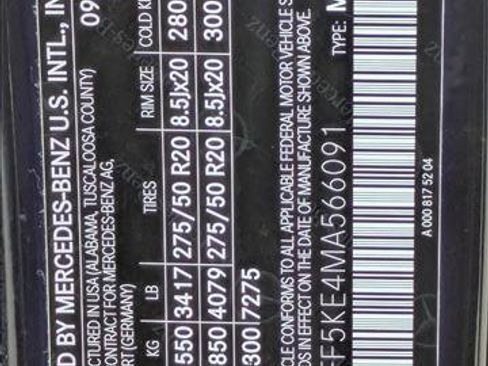 D BY MERCEDES-BENZ U.S. INTL., IN
09
CTURED IN USA (ALABAMA, TUSCALOOSA COUNTY)
CONTRACT FOR MERCEDES-BENZ AG,
RT (GERMANY)
KG LB TIRES RIM SIZE COLD
550 3417 275/50 R20 8.5Jx20 280
850 4079 275/50 R20 8.5Jx20 300
300 7275
CLE CONFORMS TO ALL APPLICABLE FEDERAL MOTOR VEHICLE S
DS IN EFFECT ON THE DATE OF MANUFACTURE SHOWN ABOVE.
F5KE4MA566091 TYPE: M
A 000 817 52 04